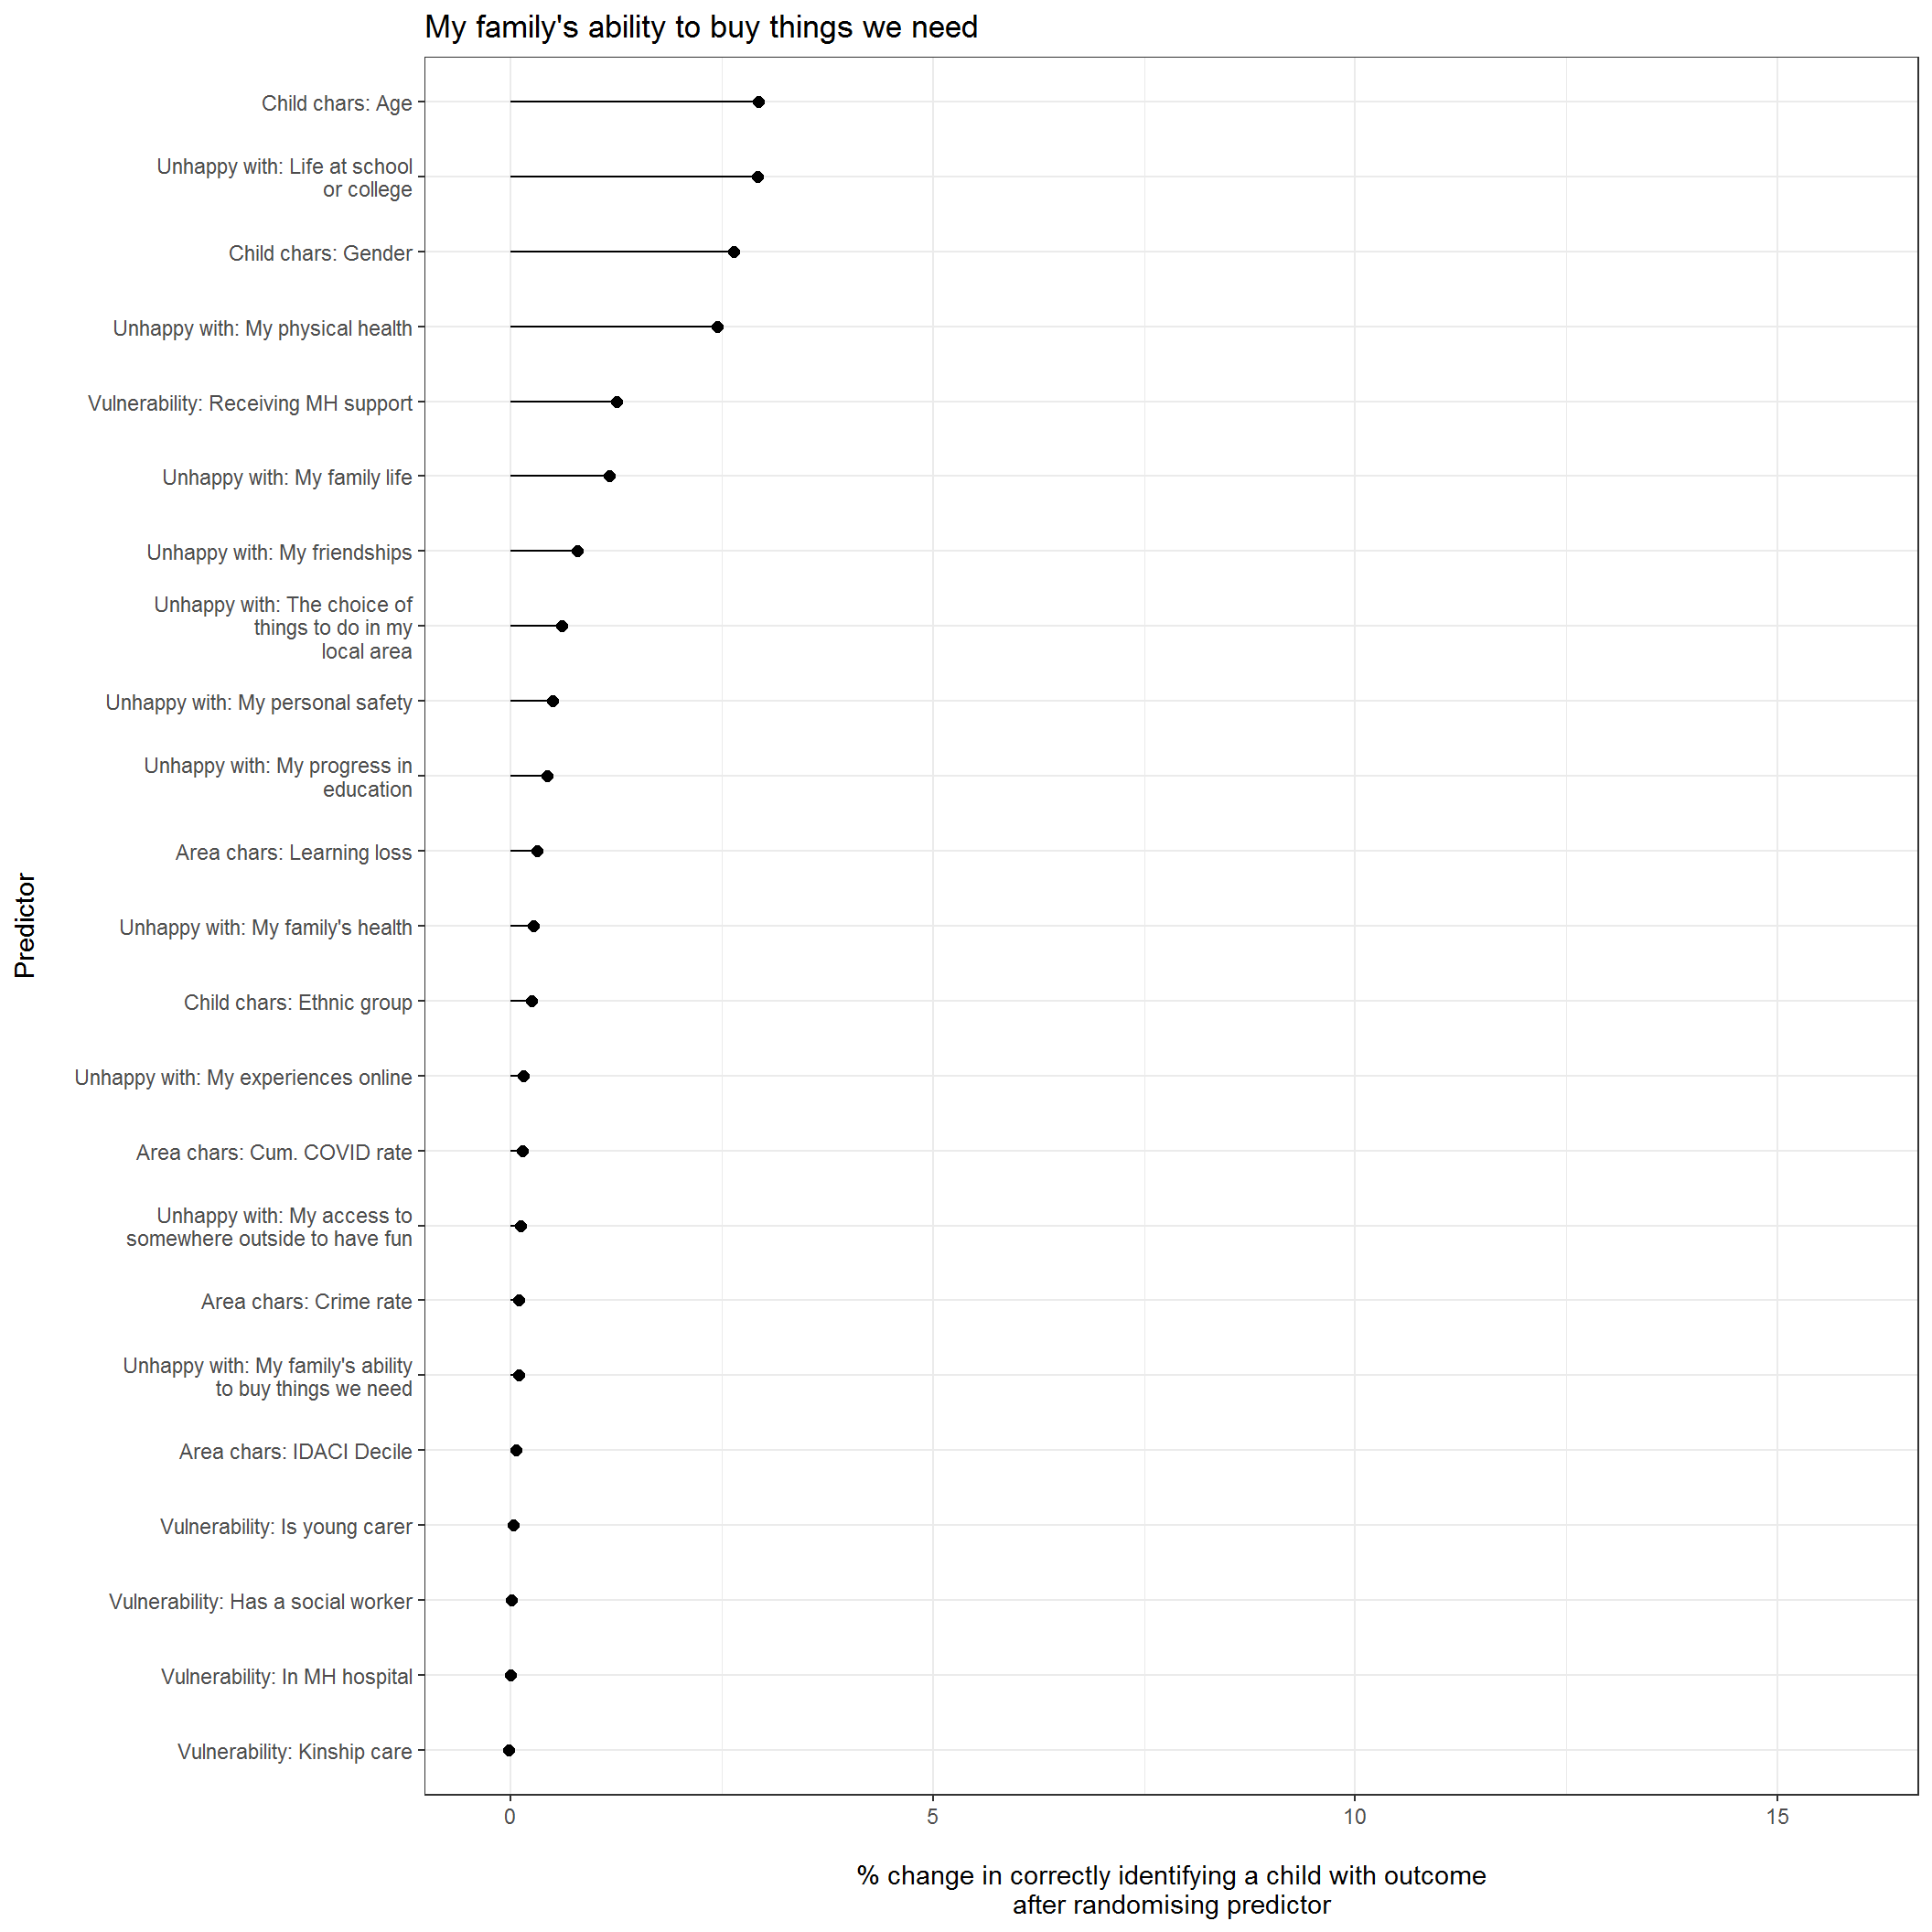 My family's ability to buy things we need
Child chars: Age
Unhappy with: Life at school
or college
Child chars: Gender
Unhappy with: My physical health
Vulnerability: Receiving MH support
Unhappy with: My family life
Unhappy with: My friendships
Unhappy with: The choice of
things to do in my
local area
Unhappy with: My personal safety
Unhappy with: My progress in
education
Area chars: Learning loss
Unhappy with: My family's health
Child chars: Ethnic group
Unhappy with: My experiences online
Area chars: Cum. COVID rate
Unhappy with: My access to
somewhere outside to have fun
Area chars: Crime rate
Unhappy with: My family's ability
to buy things we need
Area chars: IDACI Decile
Vulnerability: Is young carer
Vulnerability: Has a social worker
Vulnerability: In MH hospital
Vulnerability: Kinship care
Predictor
0 5 10 15
% change in correctly identifying a child with outcome
after randomising predictor